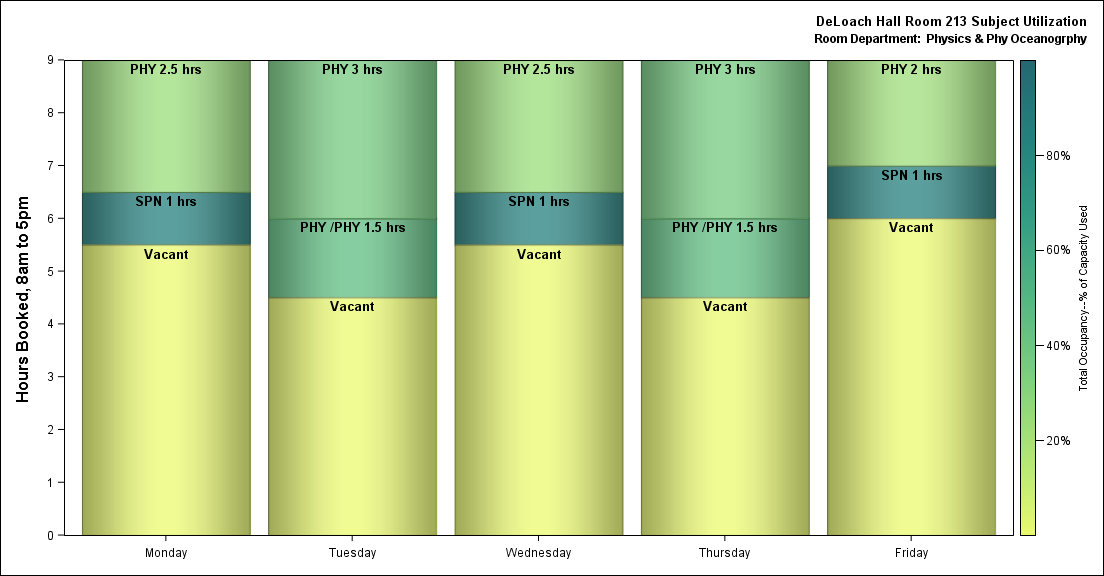 DeLoach Hall Room 213 Subject Utilization
Room Department: Physics & Phy Oceanogrphy
Hours Booked, 8am to 5pm
9
8
7
6
5
4
3
2
1
0
PHY 2.5 hrs
SPN 1 hrs
Vacant
PHY 3 hrs
PHY /PHY 1.5 hrs
Vacant
PHY 2.5 hrs
SPN 1 hrs
Vacant
PHY 3 hrs
PHY /PHY 1.5 hrs
Vacant
PHY 2 hrs
SPN 1 hrs
Vacant
Monday
Tuesday
Wednesday
Thursday
Friday
80%
60%
40%
20%
Total Occupancy--% of Capacity Used